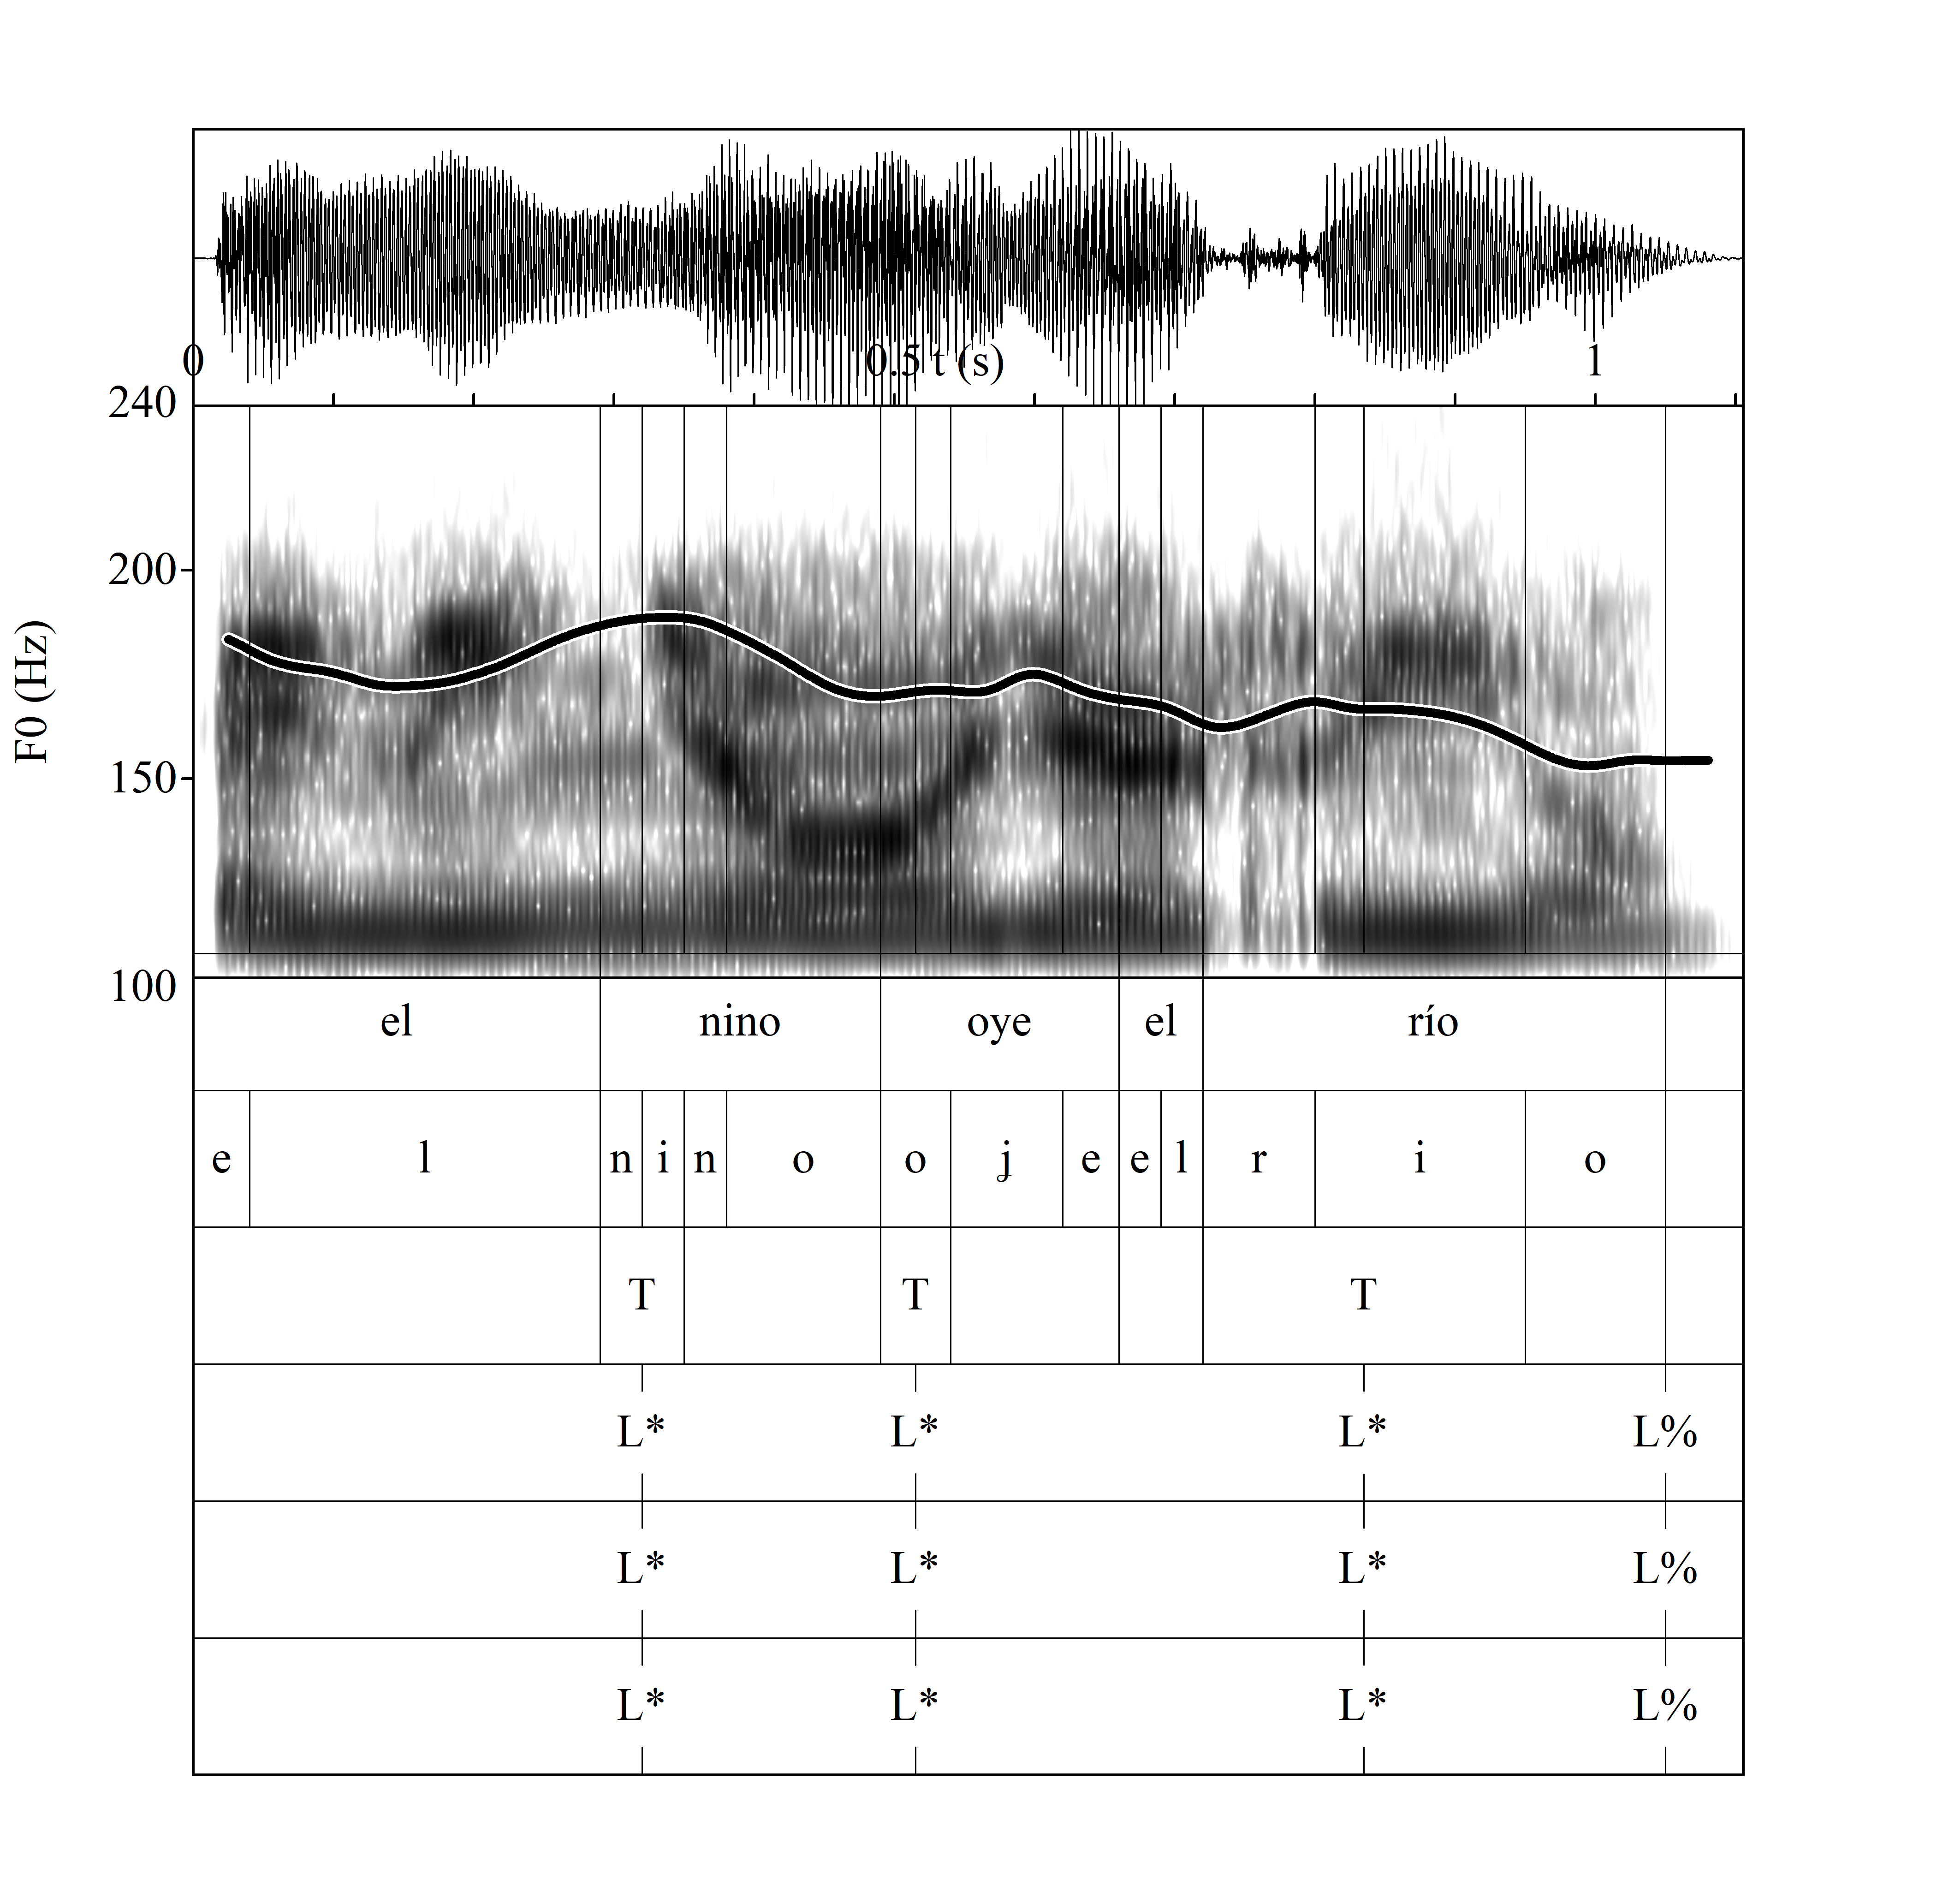 0 0.5 t (s) 1
240
200
150
100
F0 (Hz)
el nino oye el río
e l n i n o o ʝ e e l r i o
T T T
L* L* L* L%
L* L* L* L%
L* L* L* L%